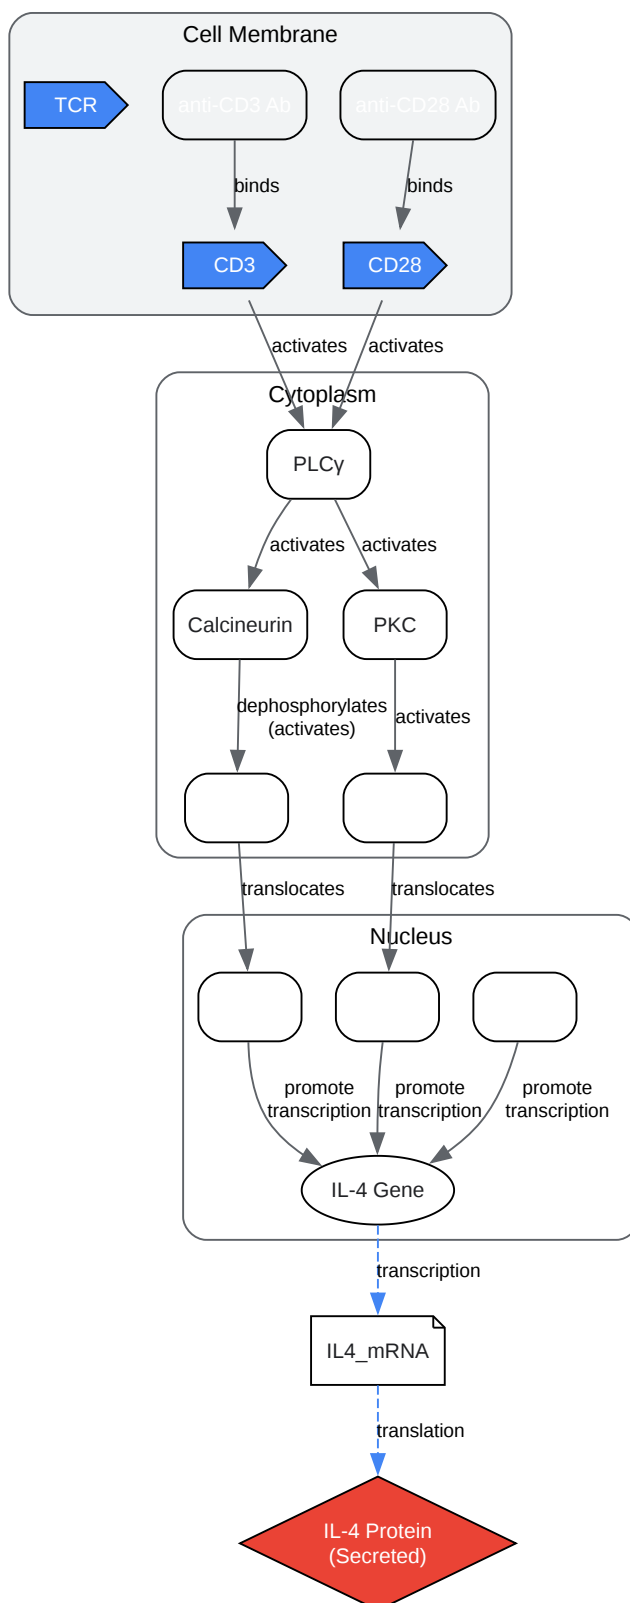 Cell Membrane
TCR
anti-CD3 Ab
anti-CD28 Ab
binds
binds
CD3
CD28
activates
activates
Cytoplasm
PLCγ
activates
activates
Calcineurin
PKC
dephosphorylates
(activates)
activates
translocates
translocates
Nucleus
promote
transcription
promote
transcription
promote
transcription
IL-4 Gene
transcription
IL4_mRNA
translation
IL-4 Protein
(Secreted)